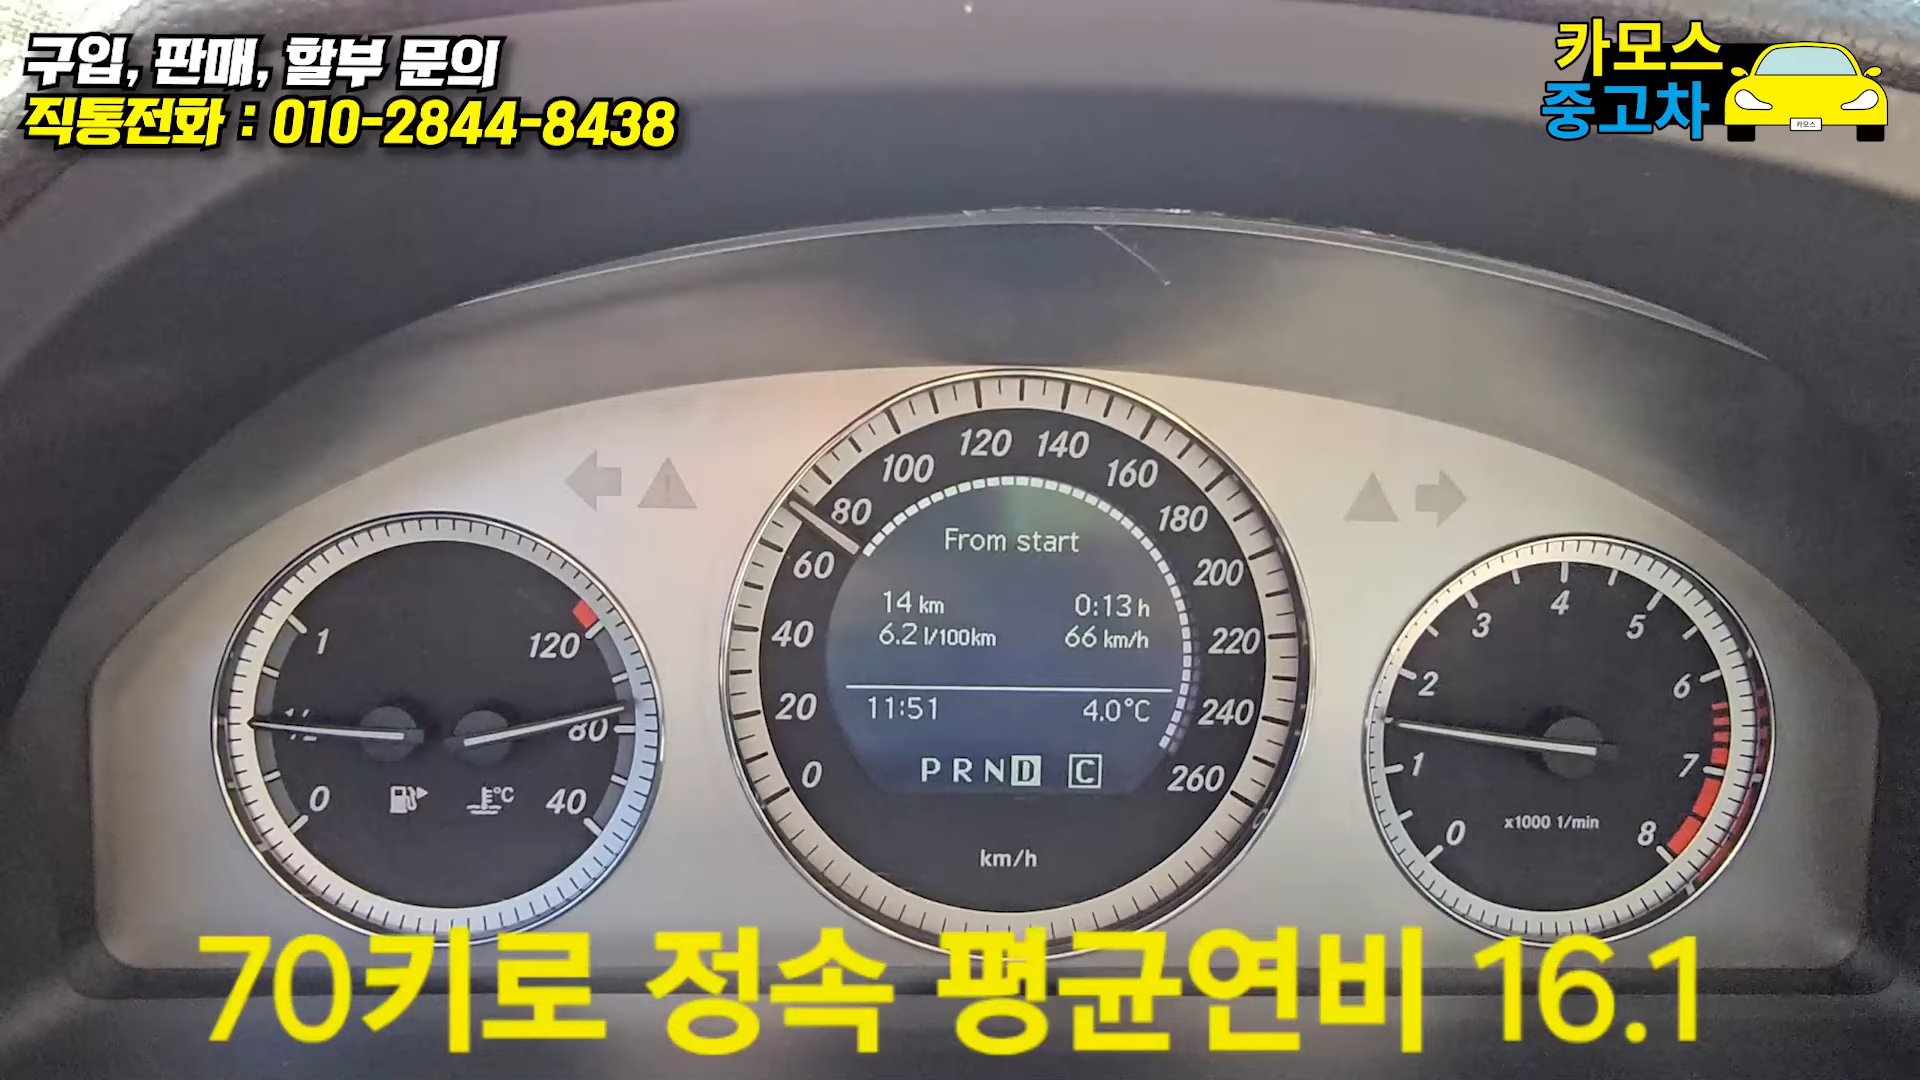 구입, 판매, 할부 문의
직통전화 : 010-2844-8438
카모스
중고차
카모스
120 140
100 160
80 180
60 200
40 220
20 240
0 260
From start
14 km 0:13 h
6.2 l/100km 66 km/h
11:51 4.0°C
P R N D C
km/h
1 120
1/2 80
0 °C 40
4
3 5
2 6
1 7
0 x1000 1/min 8
70키로 정속 평균연비 16.1